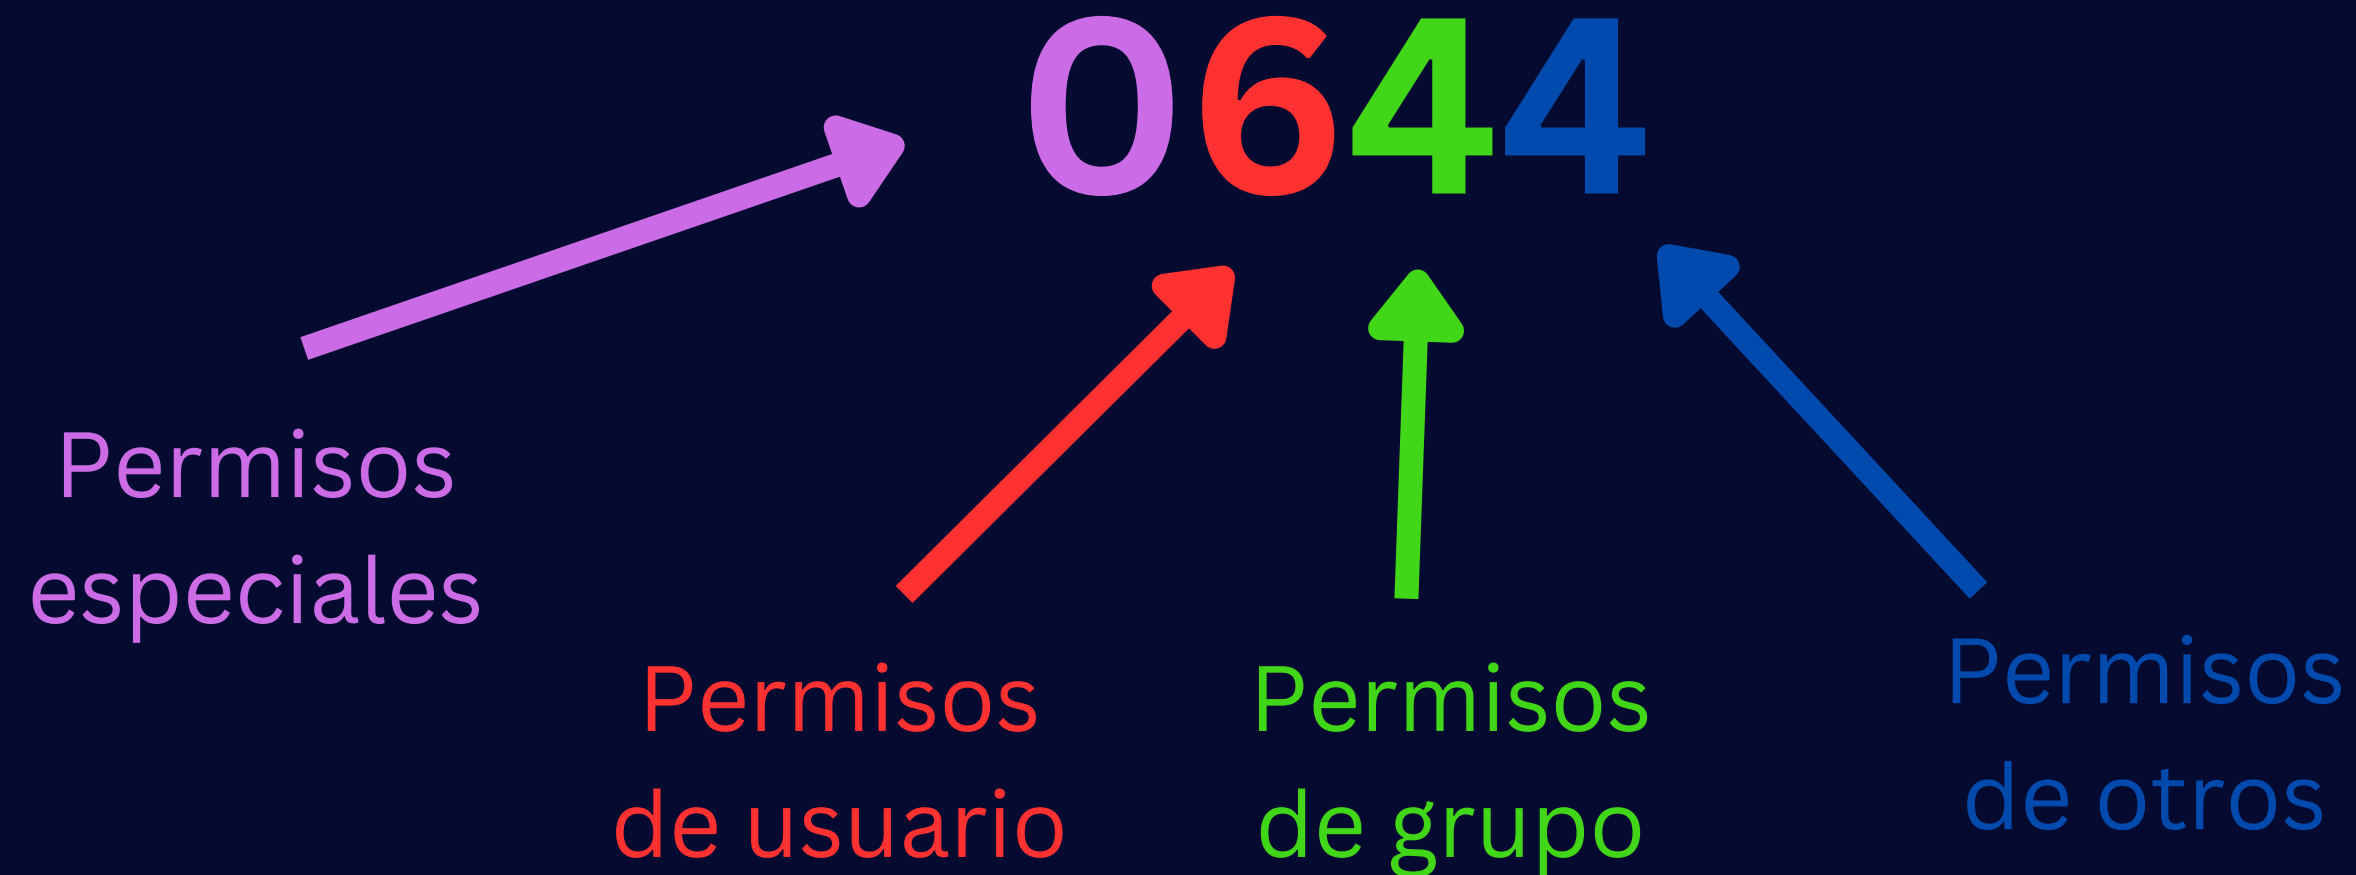 0644
Permisos
especiales
Permisos
de usuario
Permisos
de grupo
Permisos
de otros